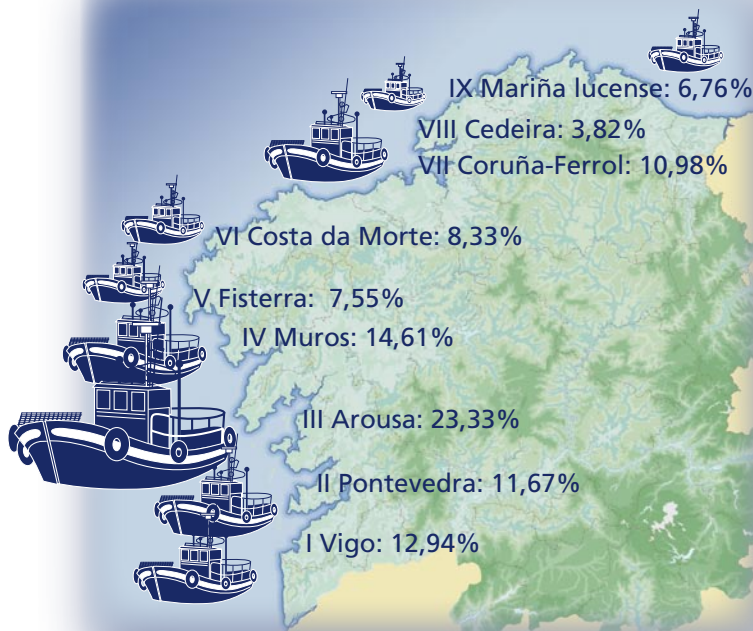 IX Mariña lucense: 6,76%
VIII Cedeira: 3,82%
VII Coruña-Ferrol: 10,98%
VI Costa da Morte: 8,33%
V Fisterra: 7,55%
IV Muros: 14,61%
III Arousa: 23,33%
II Pontevedra: 11,67%
I Vigo: 12,94%